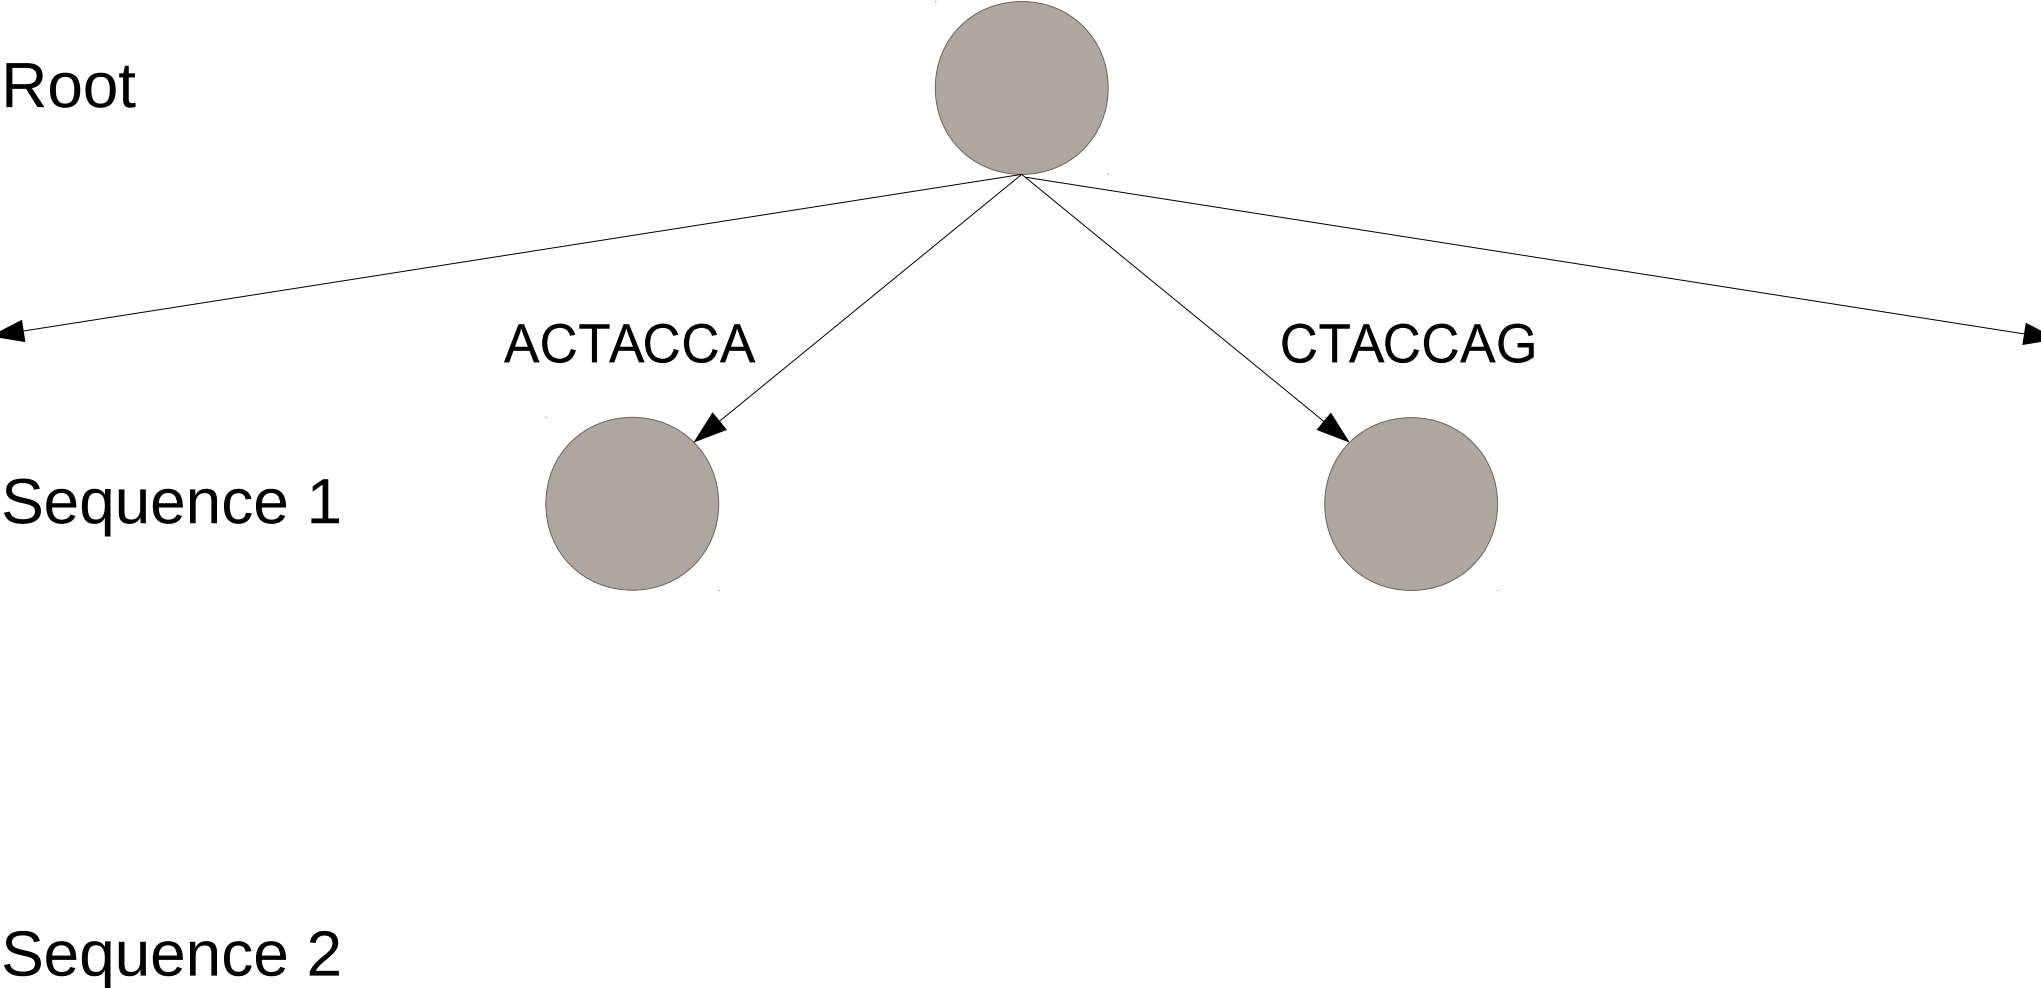 Root
ACTACCA
CTACCAG
Sequence 1
Sequence 2